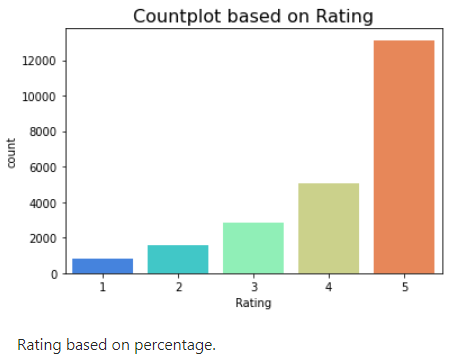 Countplot based on Rating
12000
10000
8000
6000
4000
2000
0
count
1 2 3 4 5
Rating
Rating based on percentage.